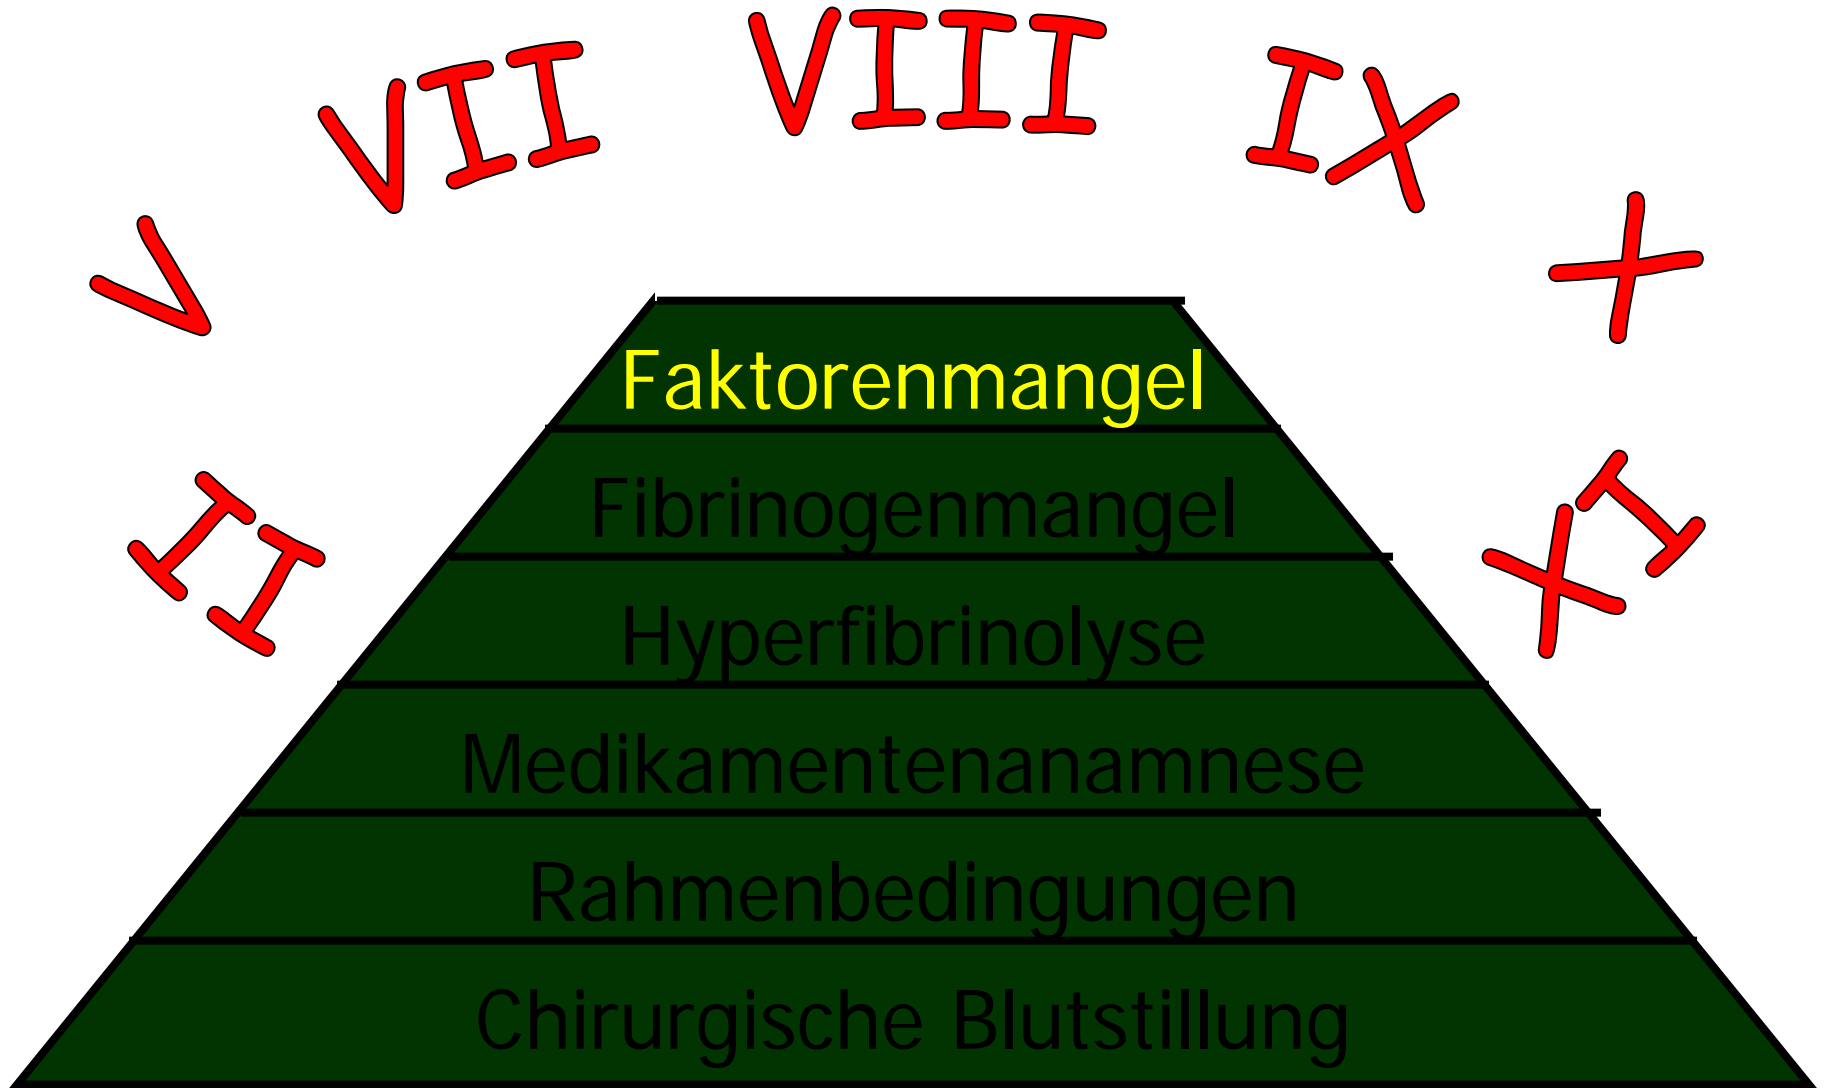 II
V
VII
VIII
IX
X
XI
Faktorenmangel
Fibrinogenmangel
Hyperfibrinolyse
Medikamentenanamnese
Rahmenbedingungen
Chirurgische Blutstillung